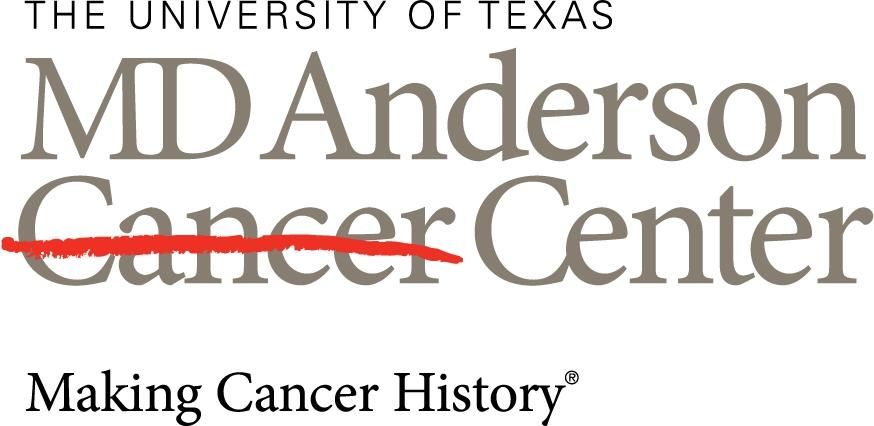 THE UNIVERSITY OF TEXAS
MD Anderson
Cancer Center
Making Cancer History®